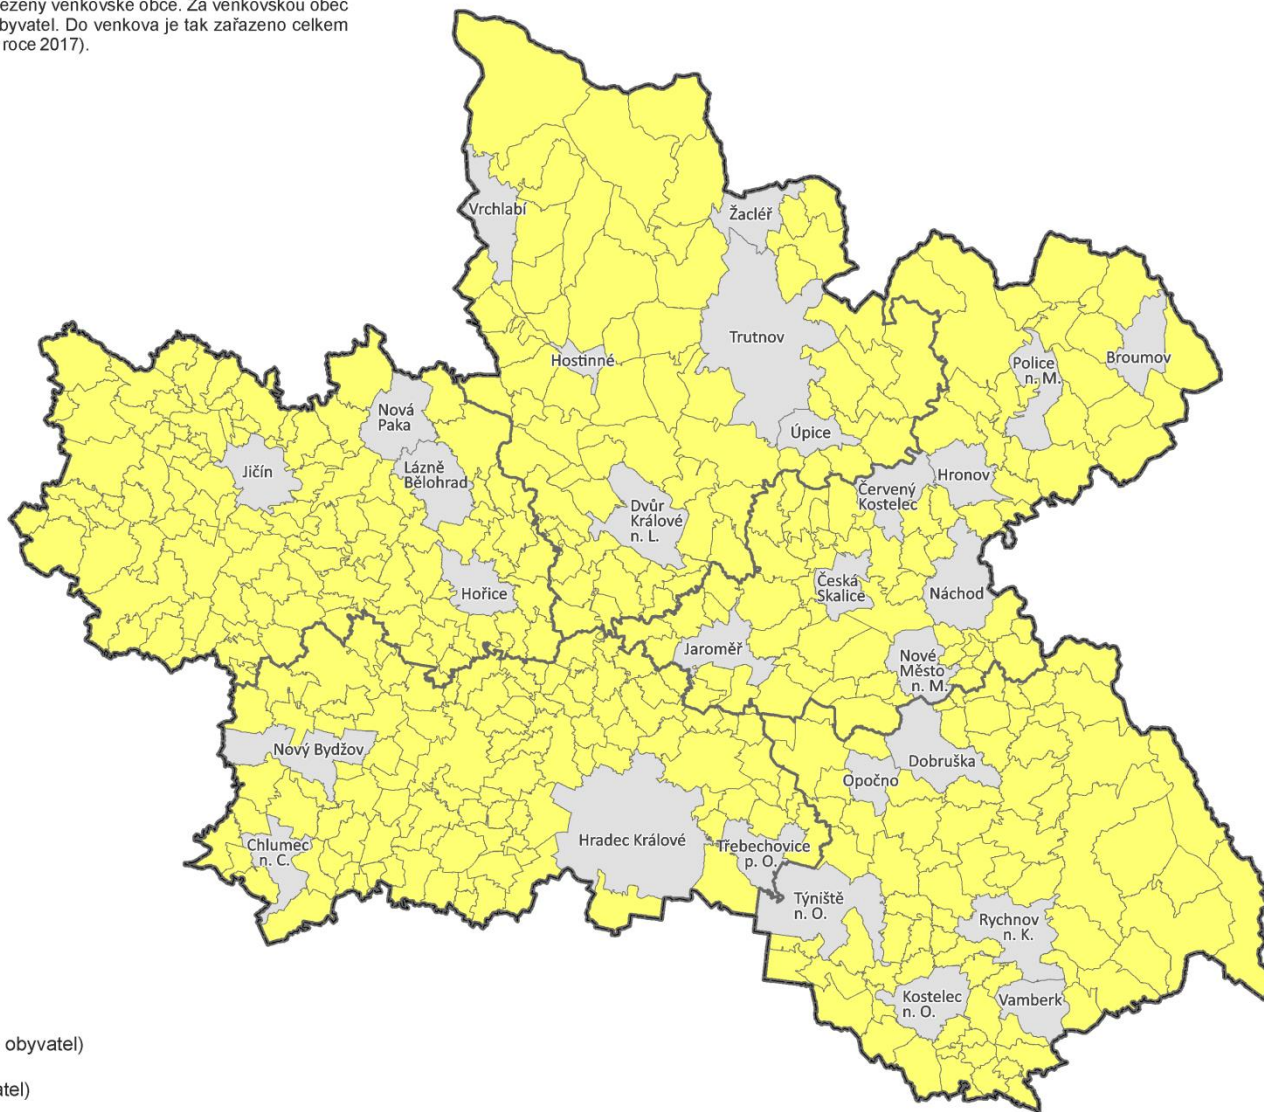 venkovské obce. Za venkovskou obec
obyvatel. Do venkova je tak zařazeno celkem
roce 2017).
Vrchlabí
Žacléř
Trutnov
Hostinné
Police
n. M.
Broumov
Nová
Paka
Úpice
Jičín
Lázně
Bělohrad
Hronov
Červený
Kostelec
Dvůr
Králové
n. L.
Česká
Skalice
Náchod
Hořice
Jaroměř
Nové
Město
n. M.
Nový Bydžov
Dobruška
Opočno
Chlumec
n. C.
Hradec Králové
Třebechovice
p. O.
Týniště
n. O.
Rychnov
n. K.
Kostelec
n. O.
Vamberk
obyvatel)
atel)